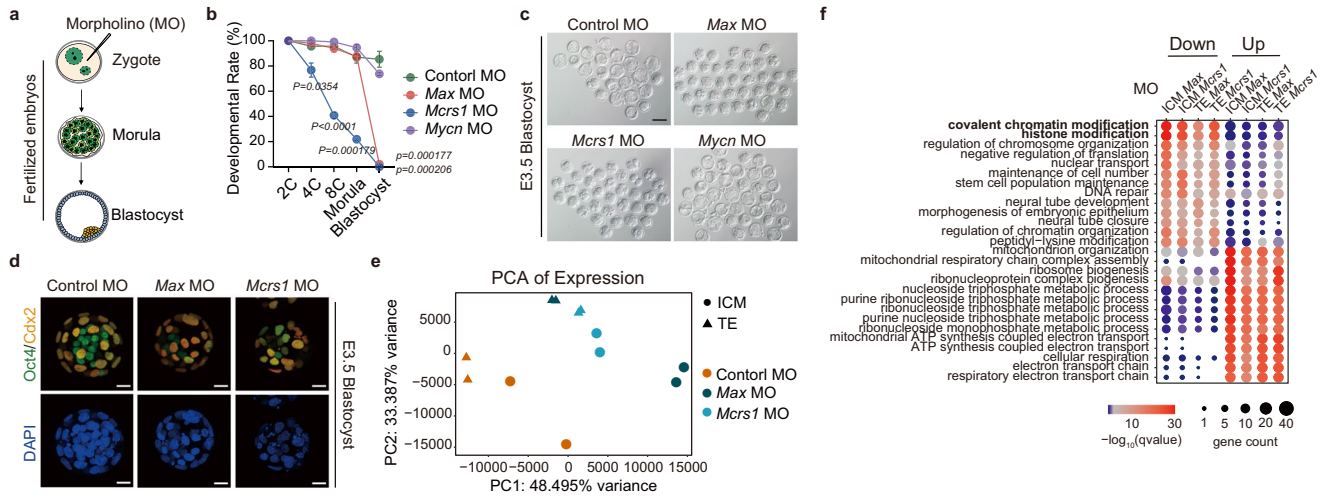 a
Morpholino (MO)
Fertilized embryos
Zygote
Morula
Blastocyst
b
Developmental Rate (%)
100
80
60
40
20
0
P=0.0354
P<0.0001
P=0.000179
p=0.000177
p=0.000206
2C
4C
8C
Morula
Blastocyst
Contorl MO
Max MO
Mcrs1 MO
Mycn MO
c
E3.5 Blastocyst
Control MO
Max MO
Mcrs1 MO
Mycn MO
d
Control MO
Max MO
Mcrs1 MO
Oct4/Cdx2
DAPI
E3.5 Blastocyst
e
PCA of Expression
PC2: 33.387% variance
5000
0
−5000
−10000
−15000
−10000
−5000
0
5000
10000
15000
PC1: 48.495% variance
ICM
TE
Control MO
Max MO
Mcrs1 MO
f
Down
Up
MO
ICM Max
ICM Mcrs1
TE Max
TE Mcrs1
ICM Max
ICM Mcrs1
TE Max
TE Mcrs1
covalent chromatin modification
histone modification
regulation of chromosome organization
negative regulation of translation
nuclear transport
maintenance of cell number
stem cell population maintenance
DNA repair
neural tube development
morphogenesis of embryonic epithelium
neural tube closure
regulation of chromatin organization
peptidyl−lysine modification
mitochondrion organization
mitochondrial respiratory chain complex assembly
ribosome biogenesis
ribonucleoprotein complex biogenesis
nucleoside triphosphate metabolic process
purine ribonucleoside triphosphate metabolic process
ribonucleoside triphosphate metabolic process
purine nucleoside triphosphate metabolic process
ribonucleoside monophosphate metabolic process
mitochondrial ATP synthesis coupled electron transport
ATP synthesis coupled electron transport
cellular respiration
electron transport chain
respiratory electron transport chain
10
30
−log10(qvalue)
1
5
10
20
40
gene count